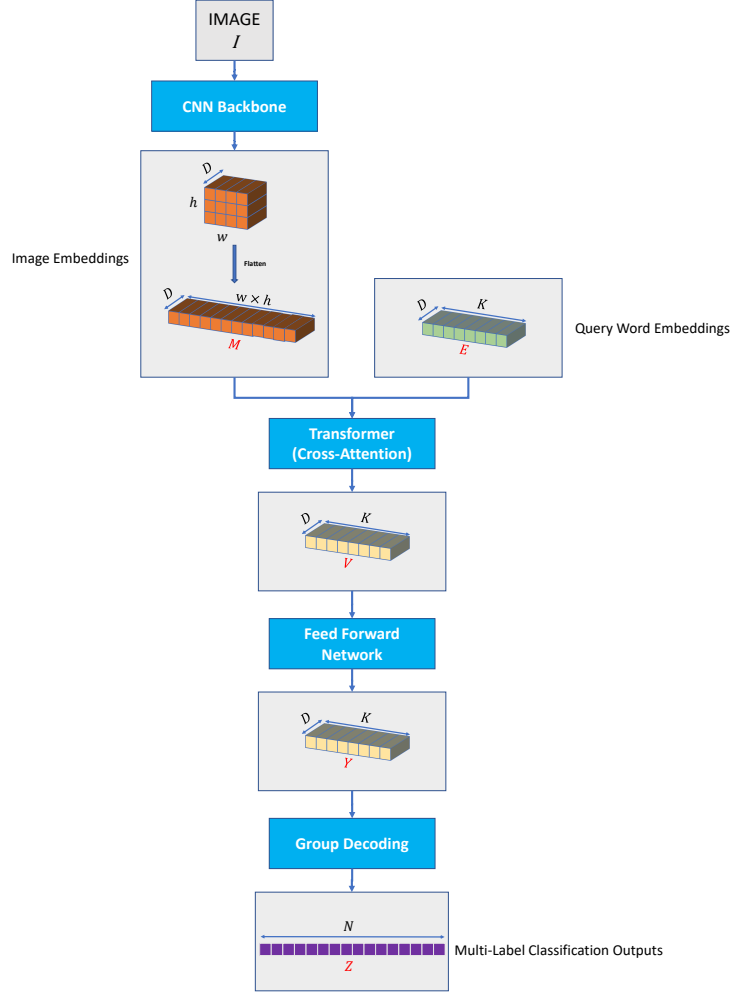 IMAGE
I
CNN Backbone
D
h
w
Flatten
Image Embeddings
D
w × h
M
D
K
E
Query Word Embeddings
Transformer
(Cross-Attention)
D
K
V
Feed Forward
Network
D
K
Y
Group Decoding
N
Z
Multi-Label Classification Outputs